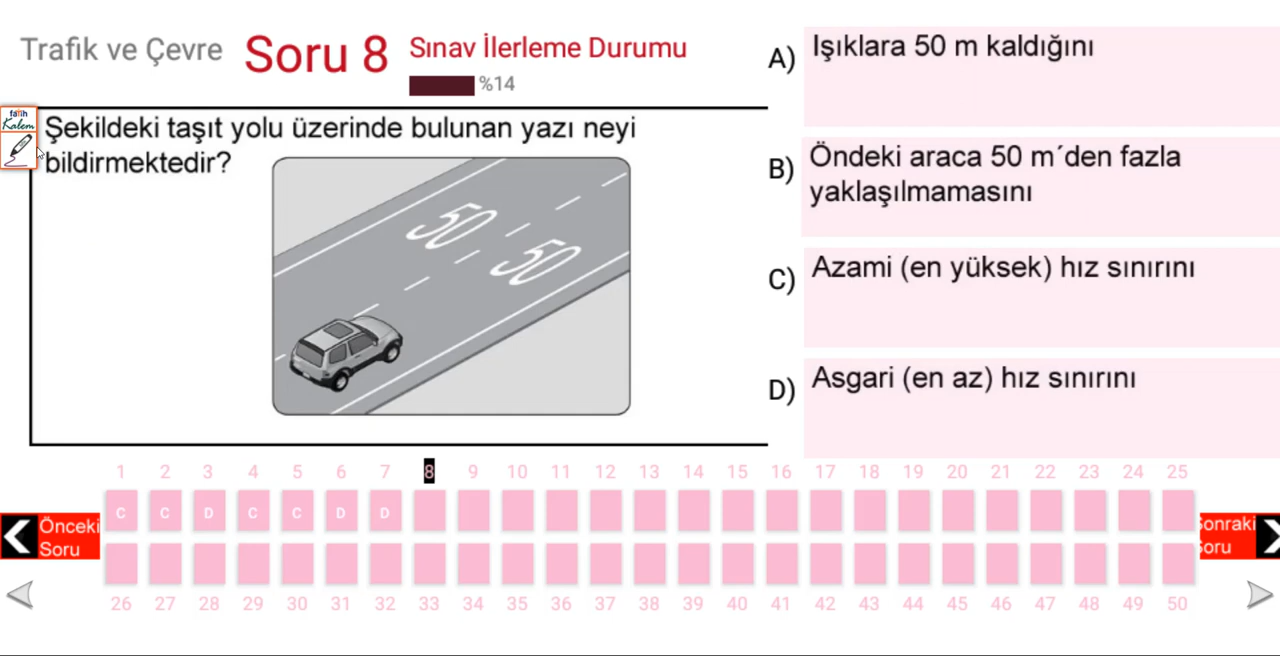 Trafik ve Çevre
Soru 8
Sınav İlerleme Durumu
%14
fatih
Kalem
Şekildeki taşıt yolu üzerinde bulunan yazı neyi
bildirmektedir?
50
50
A) Işıklara 50 m kaldığını
B) Öndeki araca 50 m´den fazla
yaklaşılmamasını
C) Azami (en yüksek) hız sınırını
D) Asgari (en az) hız sınırını
1 2 3 4 5 6 7 8 9 10 11 12 13 14 15 16 17 18 19 20 21 22 23 24 25
C C D C C D D
Önceki
Soru
Sonraki
Soru
26 27 28 29 30 31 32 33 34 35 36 37 38 39 40 41 42 43 44 45 46 47 48 49 50